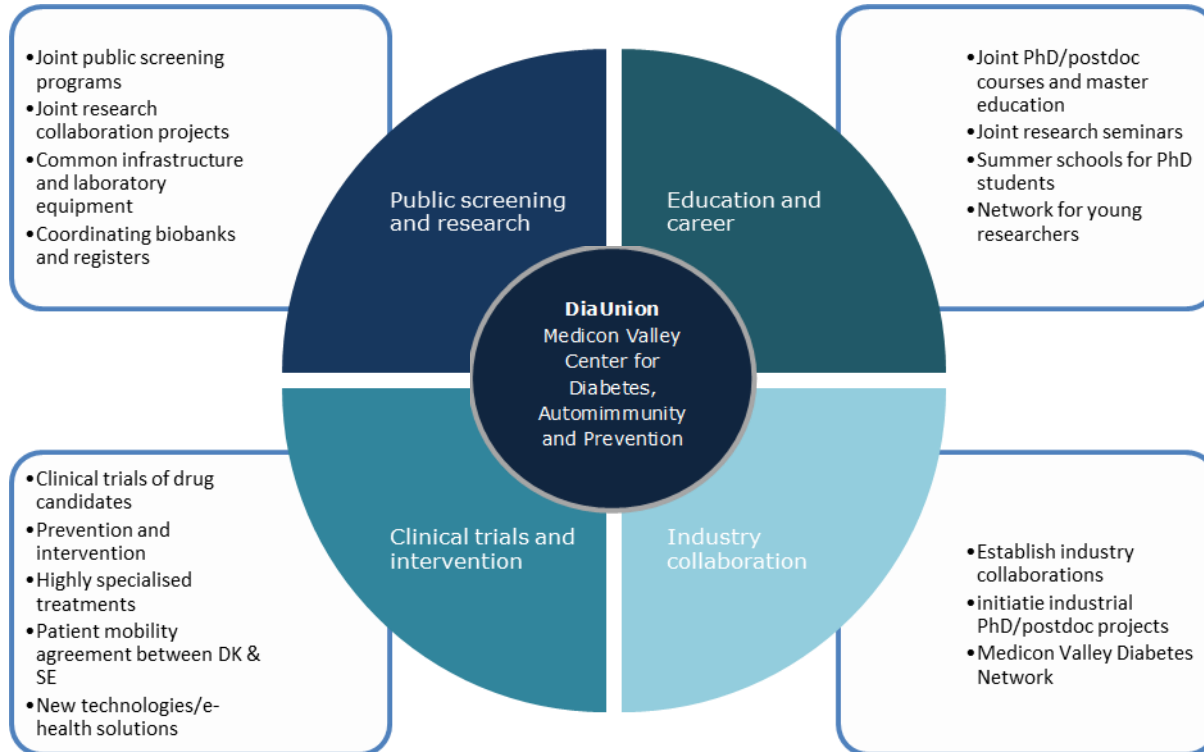 •Joint public screening
programs
•Joint research
collaboration projects
•Common infrastructure
and laboratory
equipment
•Coordinating biobanks
and registers
Public screening
and research
Education and
career
•Joint PhD/postdoc
courses and master
education
•Joint research seminars
•Summer schools for PhD
students
•Network for young
researchers
DiaUnion
Medicon Valley
Center for
Diabetes,
Automimmunity
and Prevention
•Clinical trials of drug
candidates
•Prevention and
intervention
•Highly specialised
treatments
•Patient mobility
agreement between DK &
SE
•New technologies/e-
health solutions
Clinical trials and
intervention
Industry
collaboration
•Establish industry
collaborations
•initiatie industrial
PhD/postdoc projects
•Medicon Valley Diabetes
Network